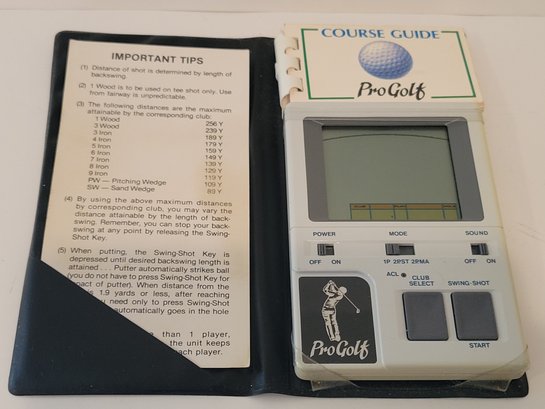 IMPORTANT TIPS
(1) Distance of shot is determined by length of
backswing.
(2) 1 Wood is to be used on tee shot only. Use
from fairway is unpredictable.
(3) The following distances are the maximum
attainable by the corresponding club:
1 Wood 256 Y
3 Wood 239 Y
3 Iron 189 Y
4 Iron 179 Y
5 Iron 159 Y
6 Iron 149 Y
7 Iron 139 Y
8 Iron 129 Y
9 Iron 119 Y
PW — Pitching Wedge 109 Y
SW — Sand Wedge 89 Y
(4) By using the above maximum distances
by corresponding club, you may vary the
distance attainable by the length of back-
swing. Remember, you can stop your back-
swing at any point by releasing the Swing-
Shot Key.
(5) When putting, the Swing-Shot Key is
depressed until desired backswing length is
attained . . . Putter automatically strikes ball
(you do not have to press Swing-Shot Key for
pact of putter). When distance from the
is 1.9 yards or less, after reaching
need only to press Swing-Shot
automatically goes in the hole
than 1 player,
the unit keeps
each player.
COURSE GUIDE
ProGolf
POWER MODE SOUND
OFF ON 1P 2PST 2PMA OFF ON
ACL
CLUB
SELECT
SWING-SHOT
START
ProGolf